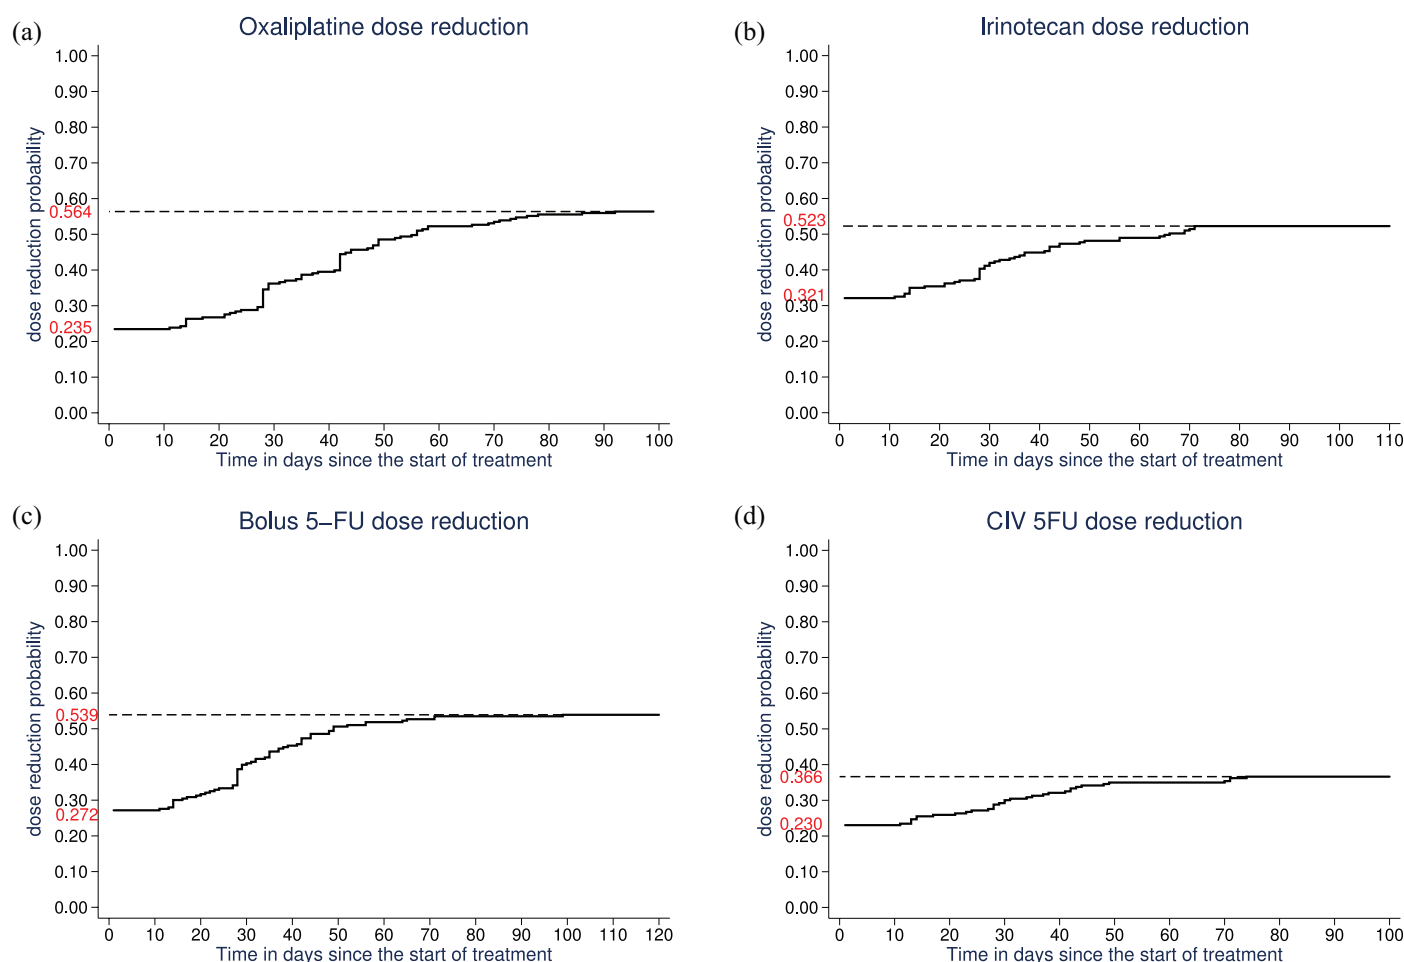 (a)
Oxaliplatine dose reduction
dose reduction probability
1.00
0.90
0.80
0.70
0.60
0.564
0.50
0.40
0.30
0.235
0.20
0.10
0.00
0 10 20 30 40 50 60 70 80 90 100
Time in days since the start of treatment
(b)
Irinotecan dose reduction
dose reduction probability
1.00
0.90
0.80
0.70
0.60
0.523
0.50
0.40
0.321
0.30
0.20
0.10
0.00
0 10 20 30 40 50 60 70 80 90 100 110
Time in days since the start of treatment
(c)
Bolus 5–FU dose reduction
dose reduction probability
1.00
0.90
0.80
0.70
0.60
0.539
0.50
0.40
0.30
0.272
0.20
0.10
0.00
0 10 20 30 40 50 60 70 80 90 100 110 120
Time in days since the start of treatment
(d)
CIV 5FU dose reduction
dose reduction probability
1.00
0.90
0.80
0.70
0.60
0.50
0.40
0.366
0.30
0.230
0.20
0.10
0.00
0 10 20 30 40 50 60 70 80 90 100
Time in days since the start of treatment